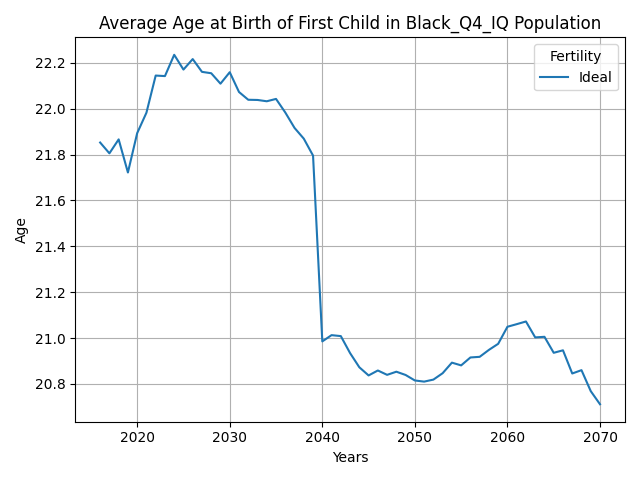 Average Age at Birth of First Child in Black_Q4_IQ Population
Fertility
Ideal
22.2
22.0
21.8
21.6
21.4
21.2
21.0
20.8
Age
2020 2030 2040 2050 2060 2070
Years